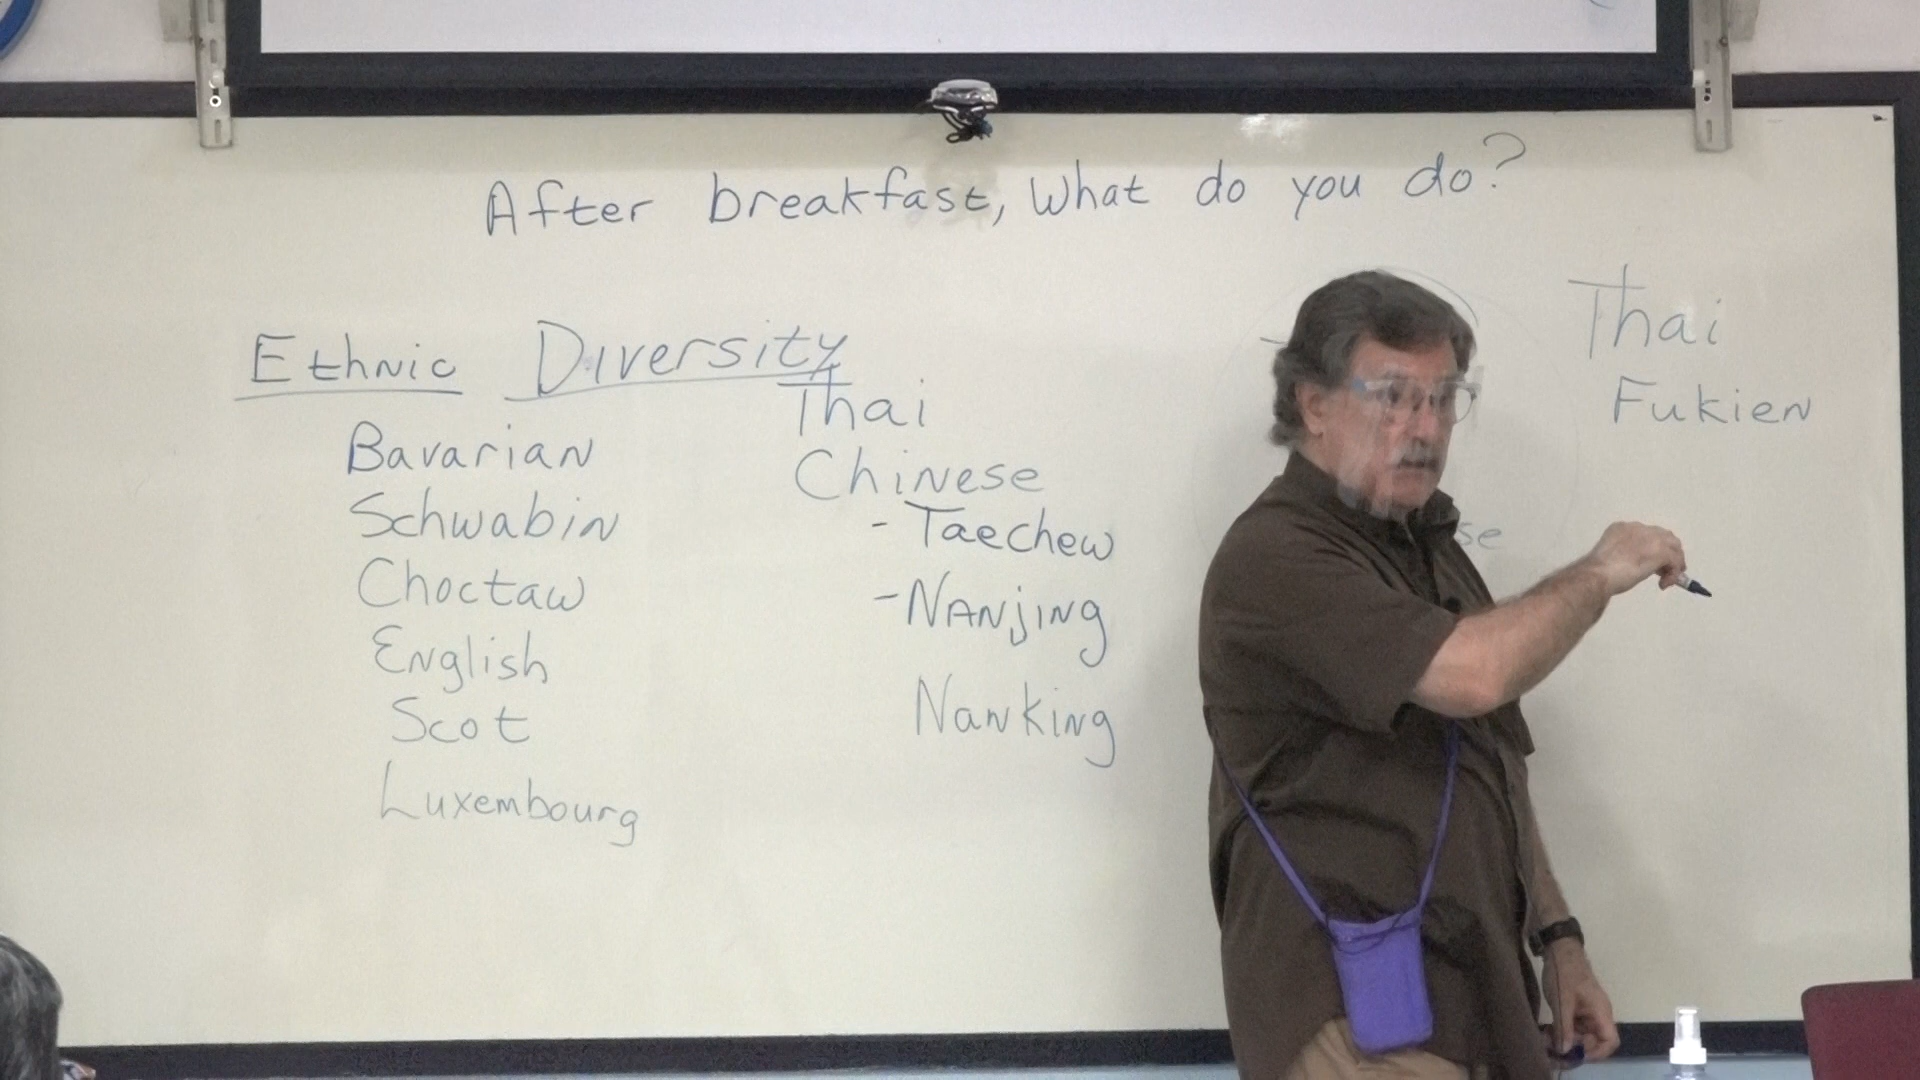 After breakfast, What do you do?
Ethnic Diversity
Bavarian
Schwabin
Choctaw
English
Scot
Luxembourg
Thai
Chinese
- Taechew
- Nanjing
Nanking
Thai
Fukien